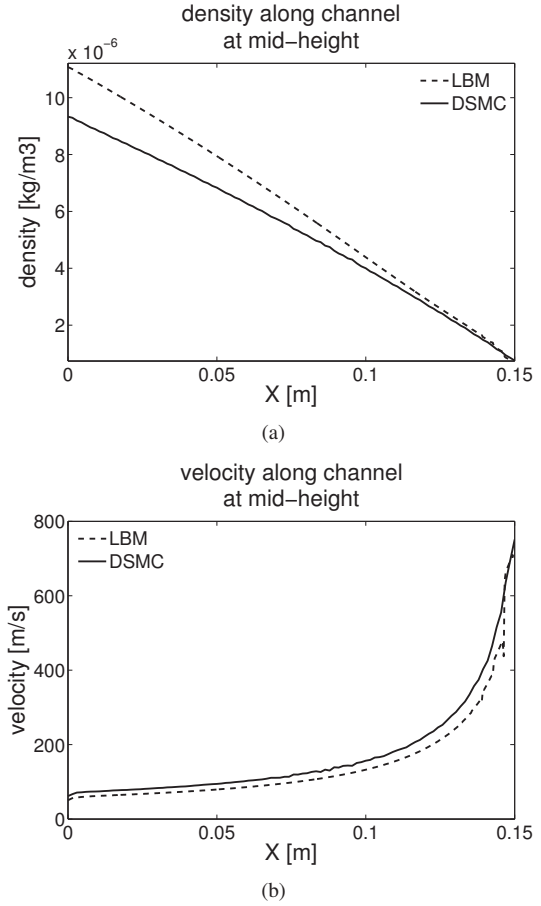 density along channel
at mid−height
x 10⁻⁶
10
8
6
4
2
density [kg/m3]
LBM
DSMC
0
0.05
0.1
0.15
X [m]
(a)
velocity along channel
at mid−height
800
600
400
200
0
velocity [m/s]
LBM
DSMC
0
0.05
0.1
0.15
X [m]
(b)